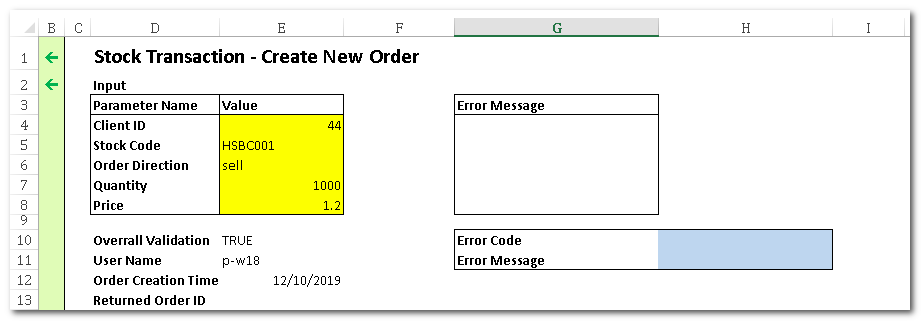 B C D E F G H I
1 Stock Transaction - Create New Order
2 Input
3 Parameter Name Value Error Message
4 Client ID 44
5 Stock Code HSBC001
6 Order Direction sell
7 Quantity 1000
8 Price 1.2
9
10 Overrall Validation TRUE Error Code
11 User Name p-w18 Error Message
12 Order Creation Time 12/10/2019
13 Returned Order ID